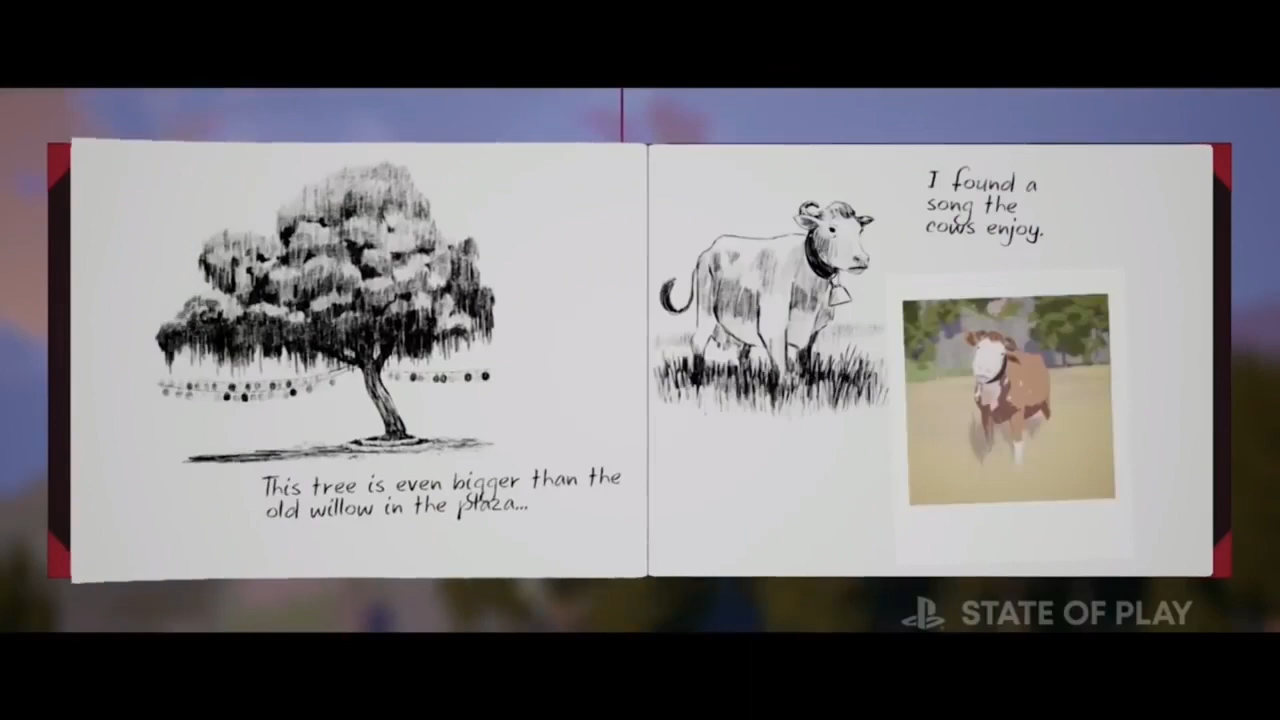 This tree is even bigger than the
old willow in the plaza...
I found a
song the
cows enjoy.
STATE OF PLAY